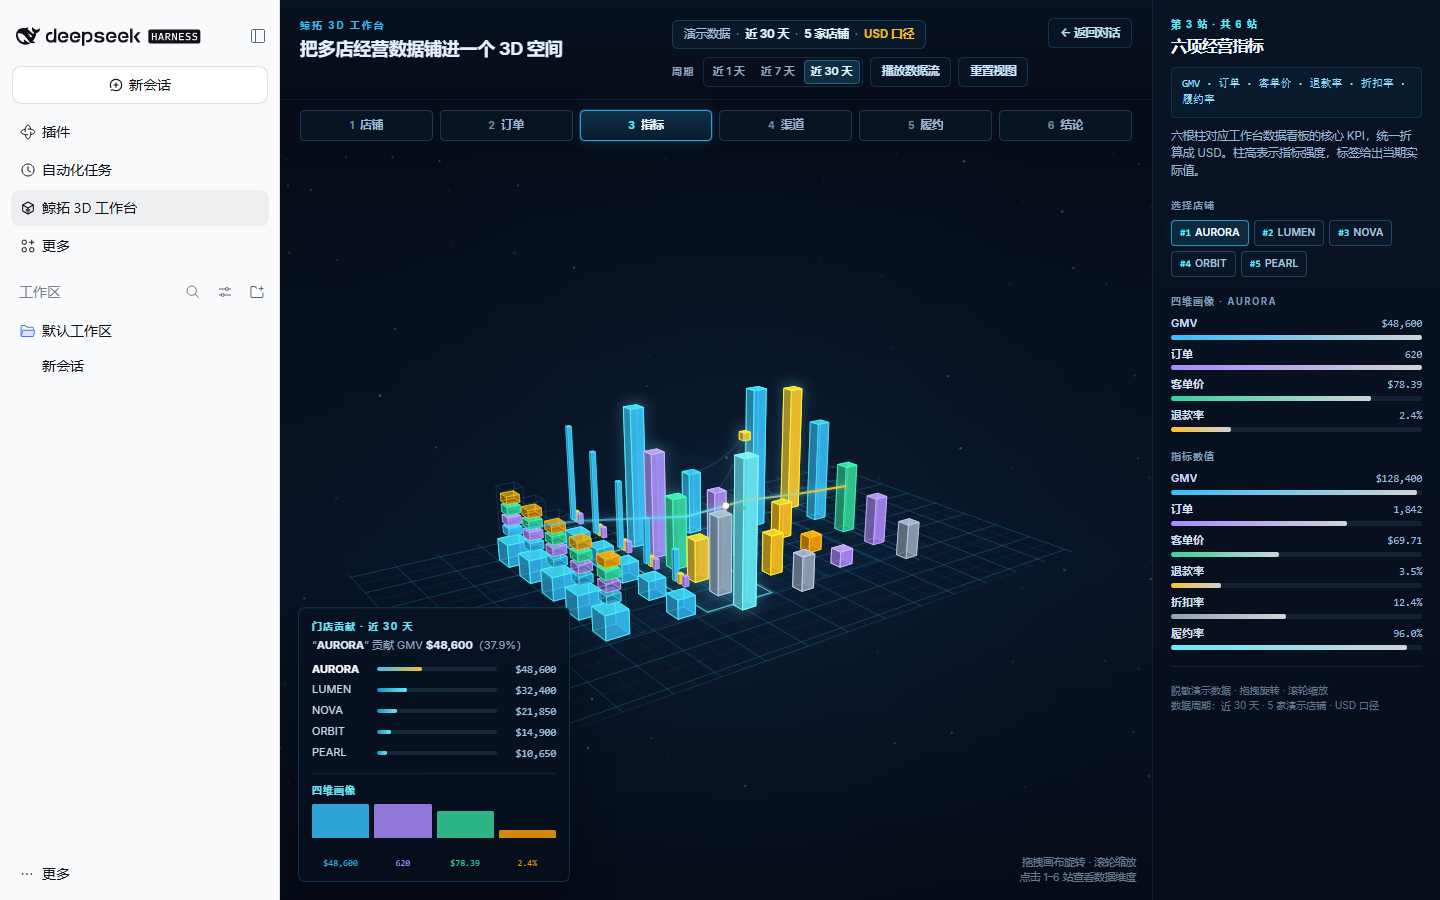 deepseek HARNESS
新会话
插件
自动化任务
鲸拓 3D 工作台
更多
工作区
默认工作区
新会话
更多
鲸拓 3D 工作台
把多店经营数据铺进一个 3D 空间
演示数据 · 近 30 天 · 5 家店铺 · USD 口径
← 返回对话
周期 近 1 天 近 7 天 近 30 天 播放数据流 重置视图
1 店铺
2 订单
3 指标
4 渠道
5 履约
6 结论
门店贡献 · 近 30 天
“AURORA” 贡献 GMV $48,600 (37.9%)
AURORA $48,600
LUMEN $32,400
NOVA $21,850
ORBIT $14,900
PEARL $10,650
四维画像
$48,600 620 $78.39 2.4%
拖拽画布旋转 · 滚轮缩放
点击 1–6 站查看数据维度
第 3 站 · 共 6 站
六项经营指标
GMV · 订单 · 客单价 · 退款率 · 折扣率 ·
履约率
六根柱对应工作台数据看板的核心 KPI，统一折
算成 USD。柱高表示指标强度，标签给出当期实
际值。
选择店铺
#1 AURORA #2 LUMEN #3 NOVA
#4 ORBIT #5 PEARL
四维画像 · AURORA
GMV $48,600
订单 620
客单价 $78.39
退款率 2.4%
指标数值
GMV $128,400
订单 1,842
客单价 $69.71
退款率 3.5%
折扣率 12.4%
履约率 96.0%
脱敏演示数据 · 拖拽旋转 · 滚轮缩放
数据周期：近 30 天 · 5 家演示店铺 · USD 口径